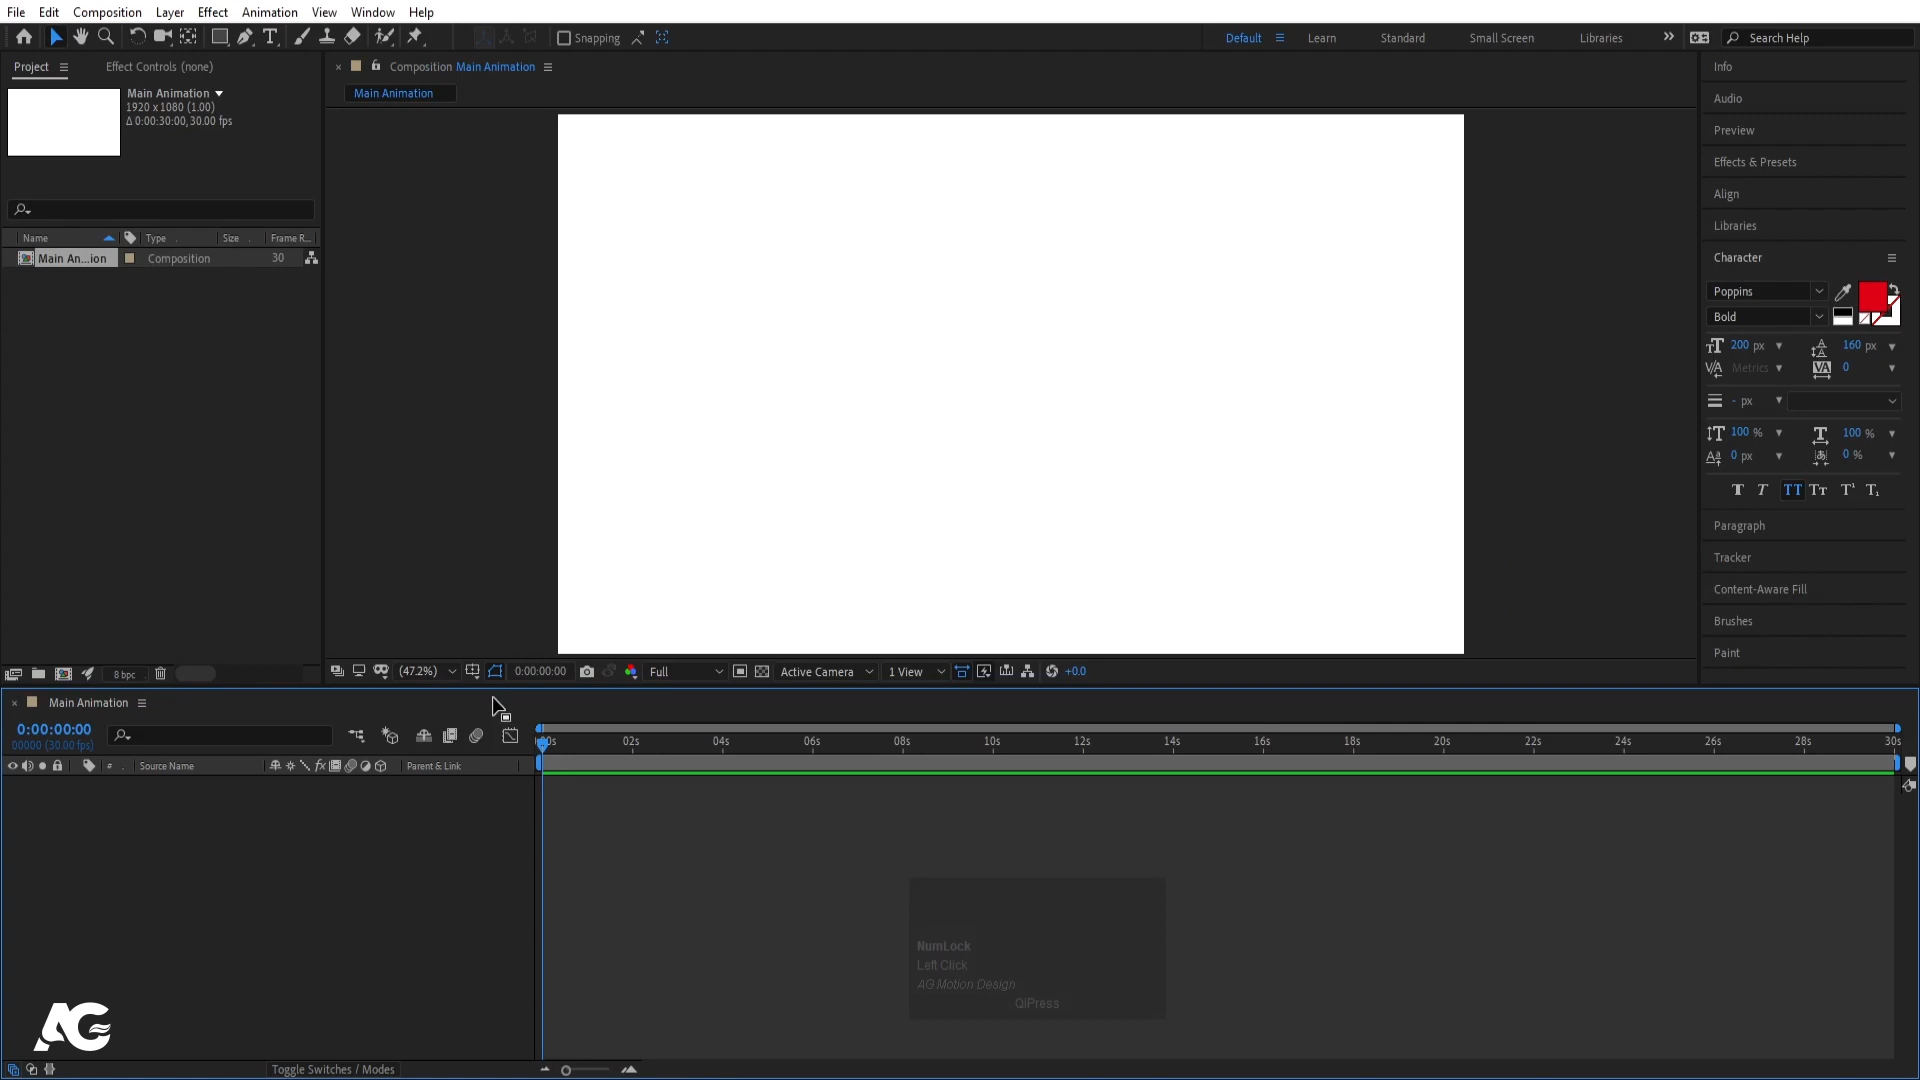 File Edit Composition Layer Effect Animation View Window Help
Snapping
Default Learn Standard Small Screen Libraries Search Help
Project Effect Controls (none)
Composition Main Animation
Main Animation
Main Animation
1920 x 1080 (1.00)
Δ 0:00:30:00, 30.00 fps
Name Type Size Frame R...
Main An...ion Composition 30
8 bpc
(47.2%) 0:00:00:00 Full Active Camera 1 View +0.0
Info
Audio
Preview
Effects & Presets
Align
Libraries
Character
Poppins
Bold
200 px 160 px
Metrics 0
- px
100 % 100 %
0 px 0 %
Paragraph
Tracker
Content-Aware Fill
Brushes
Paint
Main Animation
0:00:00:00
00000 (30.00 fps)
02s 04s 06s 08s 10s 12s 14s 16s 18s 20s 22s 24s 26s 28s 30s
# Source Name Parent & Link
NumLock
Left Click
AG Motion Design
QiPress
AG
Toggle Switches / Modes